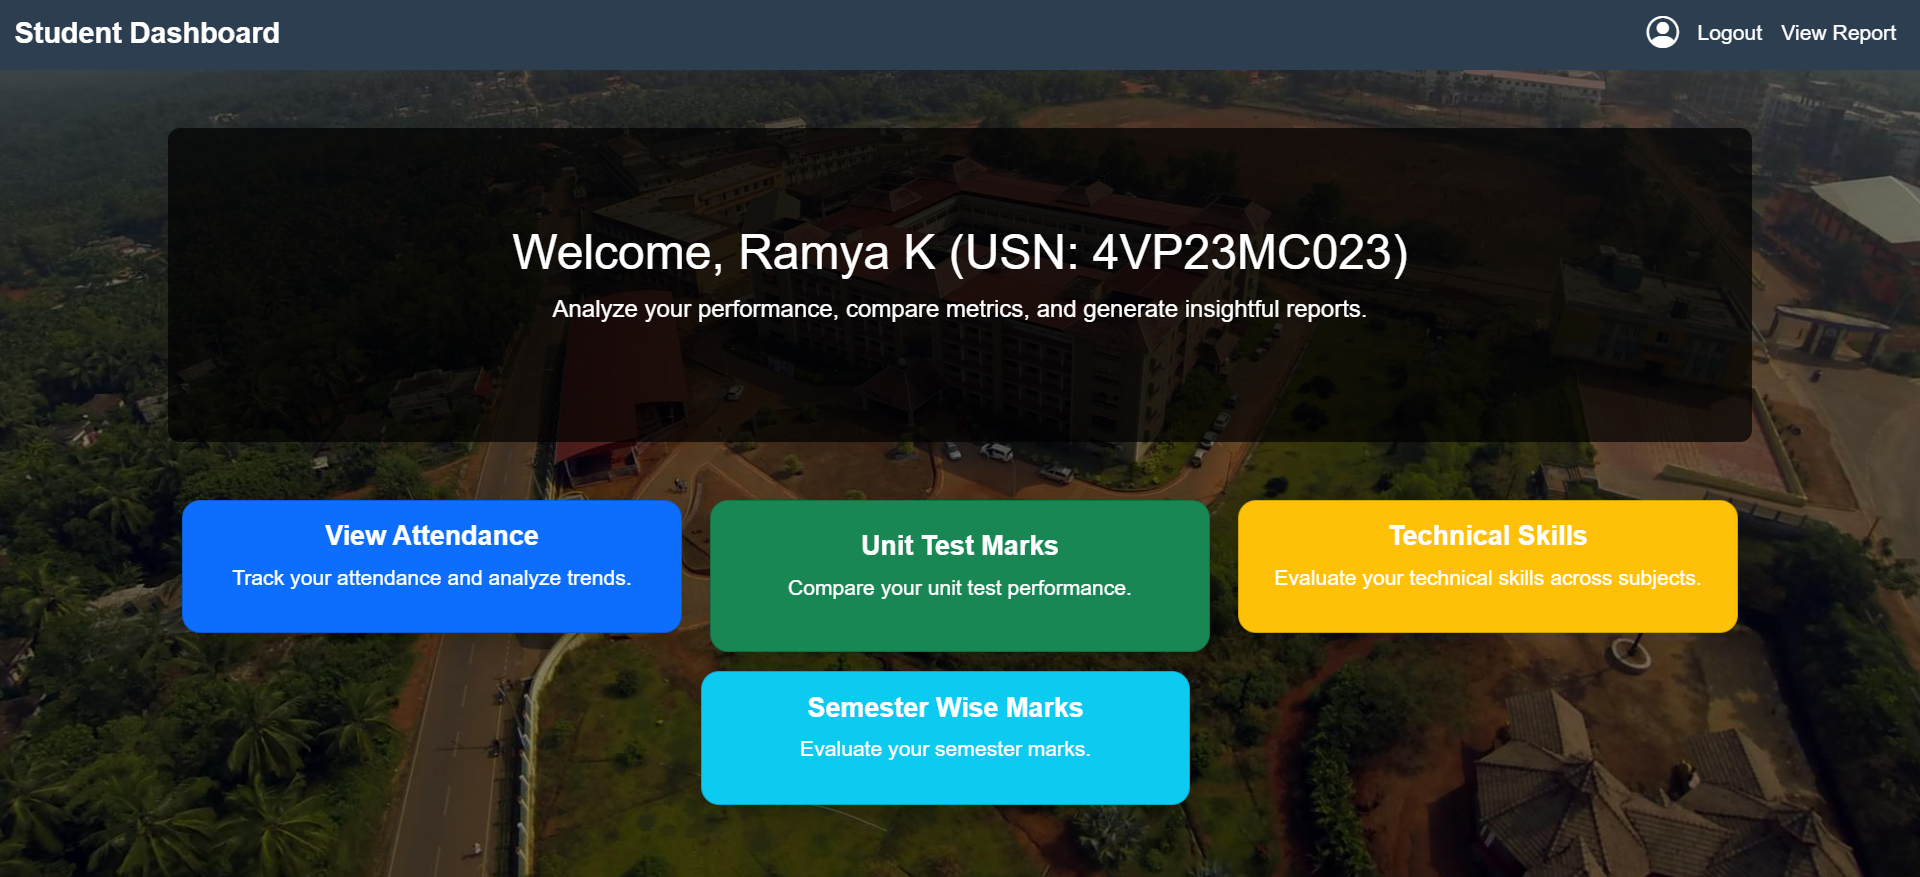 Student Dashboard
Logout
View Report
Welcome, Ramya K (USN: 4VP23MC023)
Analyze your performance, compare metrics, and generate insightful reports.
View Attendance
Track your attendance and analyze trends.
Unit Test Marks
Compare your unit test performance.
Technical Skills
Evaluate your technical skills across subjects.
Semester Wise Marks
Evaluate your semester marks.